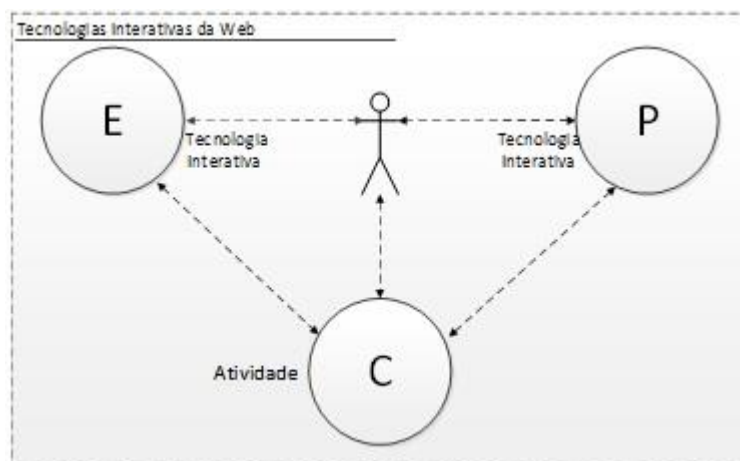 Tecnologias Interativas da Web
E
P
Tecnologia
Interativa
Tecnologia
Interativa
Atividade
C